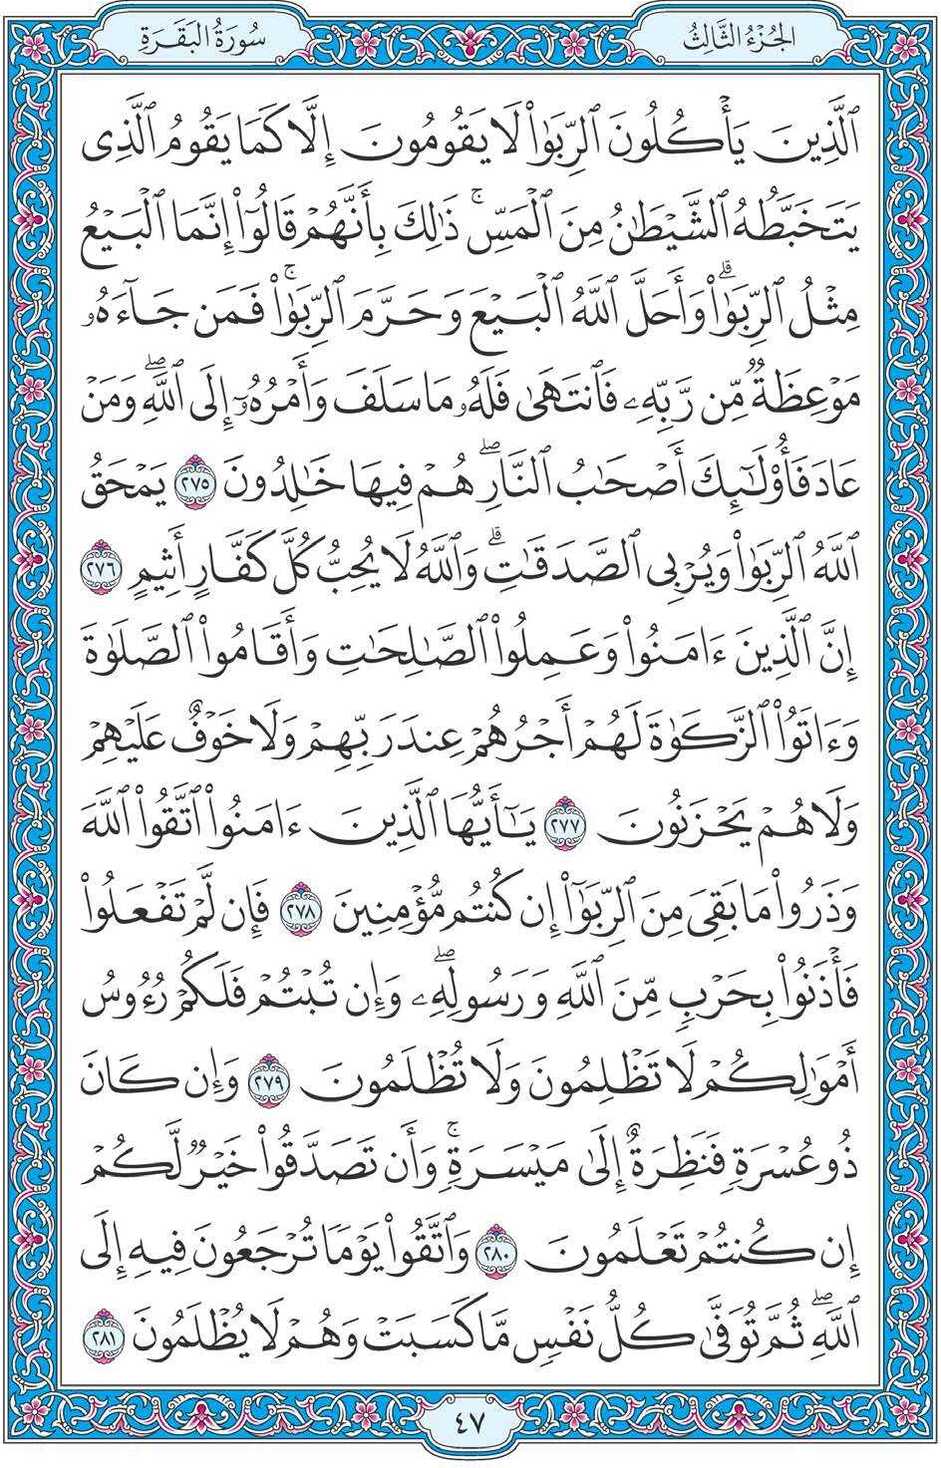 الجُزْءُ الثَّالِثُ
سُورَةُ البَقَرَةِ
ٱلَّذِينَ يَأۡكُلُونَ ٱلرِّبَوٰاْ لَا يَقُومُونَ إِلَّا كَمَا يَقُومُ ٱلَّذِى
يَتَخَبَّطُهُ ٱلشَّيۡطَٰنُ مِنَ ٱلۡمَسِّۚ ذَٰلِكَ بِأَنَّهُمۡ قَالُوٓاْ إِنَّمَا ٱلۡبَيۡعُ
مِثۡلُ ٱلرِّبَوٰاْۗ وَأَحَلَّ ٱللَّهُ ٱلۡبَيۡعَ وَحَرَّمَ ٱلرِّبَوٰاْۚ فَمَن جَآءَهُۥ
مَوۡعِظَةٞ مِّن رَّبِّهِۦ فَٱنتَهَىٰ فَلَهُۥ مَا سَلَفَ وَأَمۡرُهُۥٓ إِلَى ٱللَّهِۖ وَمَنۡ
عَادَ فَأُوْلَٰٓئِكَ أَصۡحَٰبُ ٱلنَّارِۖ هُمۡ فِيهَا خَٰلِدُونَ ٢٧٥ يَمۡحَقُ
ٱللَّهُ ٱلرِّبَوٰاْ وَيُرۡبِى ٱلصَّدَقَٰتِۗ وَٱللَّهُ لَا يُحِبُّ كُلَّ كَفَّارٍ أَثِيمٍ ٢٧٦
إِنَّ ٱلَّذِينَ ءَامَنُواْ وَعَمِلُواْ ٱلصَّٰلِحَٰتِ وَأَقَامُواْ ٱلصَّلَوٰةَ
وَءَاتَوُاْ ٱلزَّكَوٰةَ لَهُمۡ أَجۡرُهُمۡ عِندَ رَبِّهِمۡ وَلَا خَوۡفٌ عَلَيۡهِمۡ
وَلَا هُمۡ يَحۡزَنُونَ ٢٧٧ يَٰٓأَيُّهَا ٱلَّذِينَ ءَامَنُواْ ٱتَّقُواْ ٱللَّهَ
وَذَرُواْ مَا بَقِىَ مِنَ ٱلرِّبَوٰٓاْ إِن كُنتُم مُّؤۡمِنِينَ ٢٧٨ فَإِن لَّمۡ تَفۡعَلُواْ
فَأۡذَنُواْ بِحَرۡبٖ مِّنَ ٱللَّهِ وَرَسُولِهِۦۖ وَإِن تُبۡتُمۡ فَلَكُمۡ رُءُوسُ
أَمۡوَٰلِكُمۡ لَا تَظۡلِمُونَ وَلَا تُظۡلَمُونَ ٢٧٩ وَإِن كَانَ
ذُو عُسۡرَةٖ فَنَظِرَةٌ إِلَىٰ مَيۡسَرَةٖۚ وَأَن تَصَدَّقُواْ خَيۡرٞ لَّكُمۡ
إِن كُنتُمۡ تَعۡلَمُونَ ٢٨٠ وَٱتَّقُواْ يَوۡمٗا تُرۡجَعُونَ فِيهِ إِلَى
ٱللَّهِۖ ثُمَّ تُوَفَّىٰ كُلُّ نَفۡسٖ مَّا كَسَبَتۡ وَهُمۡ لَا يُظۡلَمُونَ ٢٨١
٤٧